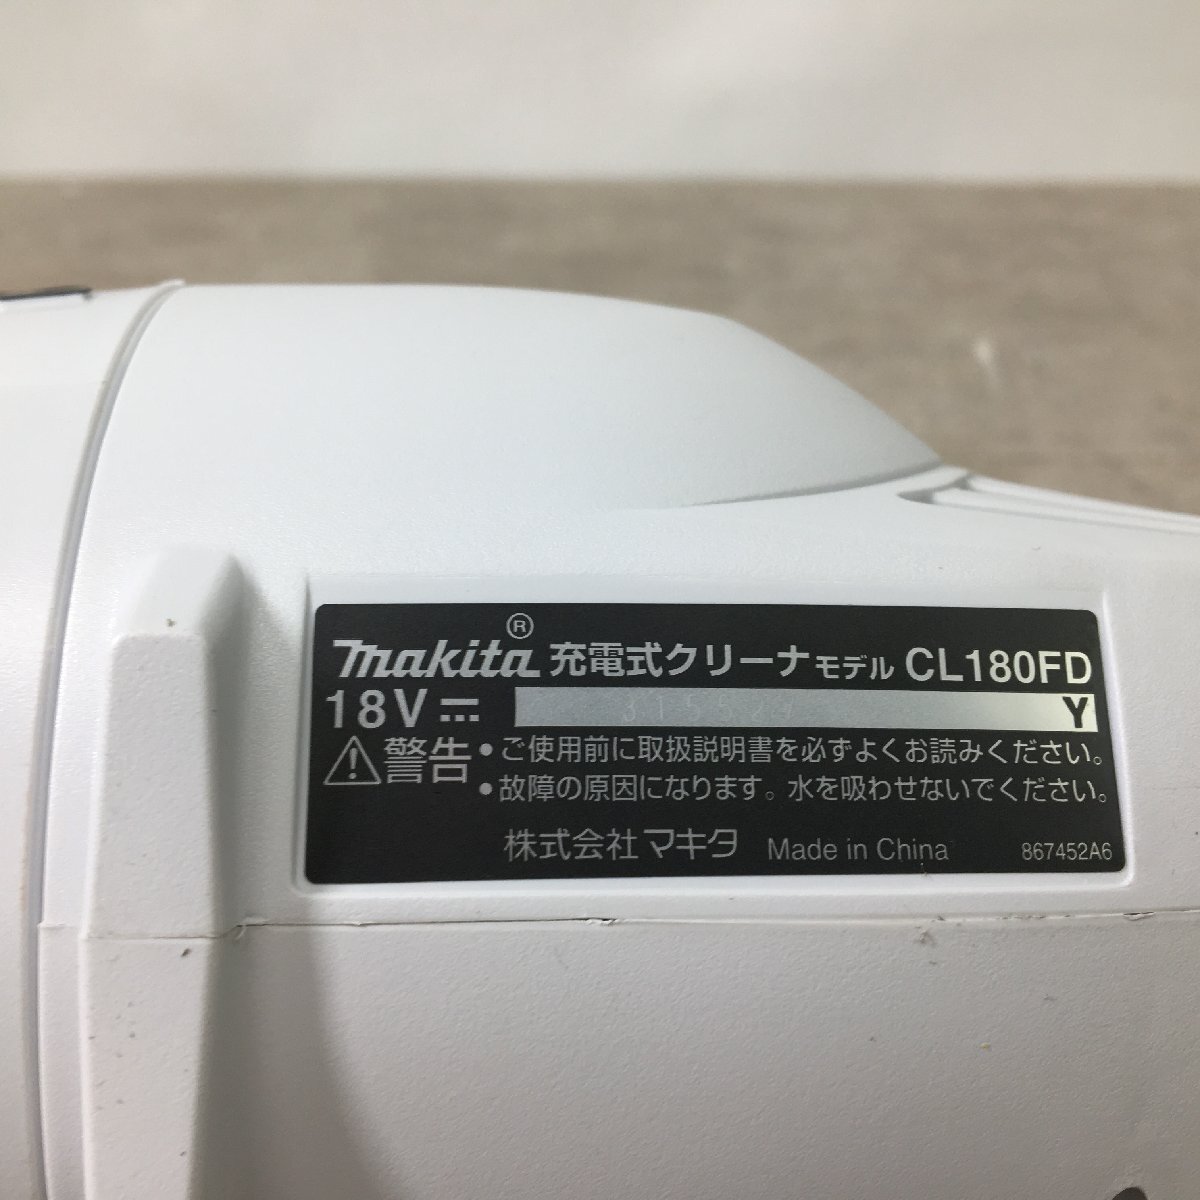 makita® 充電式クリーナ モデル CL180FD
18V Y
警告 •ご使用前に取扱説明書を必ずよくお読みください。
•故障の原因になります。水を吸わせないでください。
株式会社マキタ Made in China 867452A6